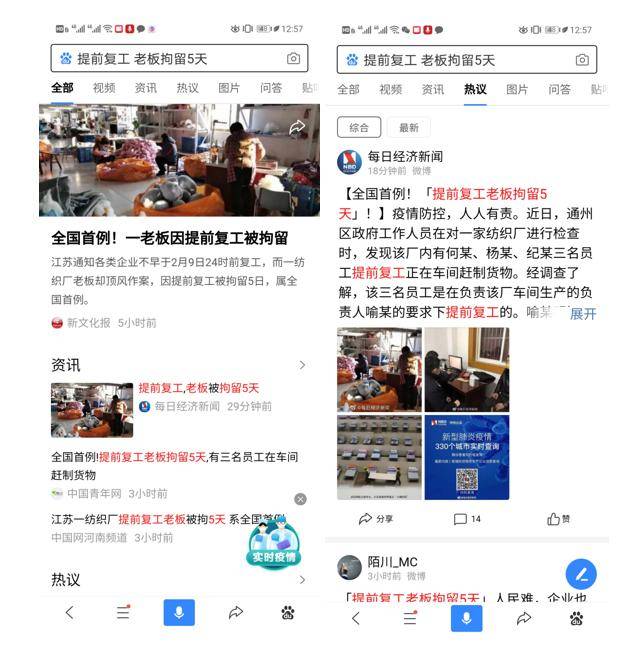 12:57
提前复工 老板拘留5天
全部 视频 资讯 热议 图片 问答 贴
全国首例！一老板因提前复工被拘留
江苏通知各类企业不早于2月9日24时前复工，而一纺
织厂老板却顶风作案，因提前复工被拘留5日，属全
国首例。
新文化报 5小时前
资讯
提前复工,老板被拘留5天
每日经济新闻 29分钟前
全国首例!提前复工老板拘留5天,有三名员工在车间
赶制货物
中国青年网 3小时前
江苏一纺织厂提前复工老板被拘5天 系全国首例
中国网河南频道 3小时前
实时疫情
热议
12:57
提前复工 老板拘留5天
全部 视频 资讯 热议 图片 问答 贴
综合 最新
每日经济新闻
18分钟前 微博
【全国首例！「提前复工老板拘留5
天」！】疫情防控，人人有责。近日，通州
区政府工作人员在对一家纺织厂进行检查
时，发现该厂内有何某、杨某、纪某三名员
工提前复工正在车间赶制货物。经调查了
解，该三名员工是在负责该厂车间生产的负
责人喻某的要求下提前复工的。喻某 展开
新型肺炎疫情
330个城市实时查询
分享 14 赞
陌川_MC
3小时前 微博
「提前复工老板拘留5天」人民难，企业也